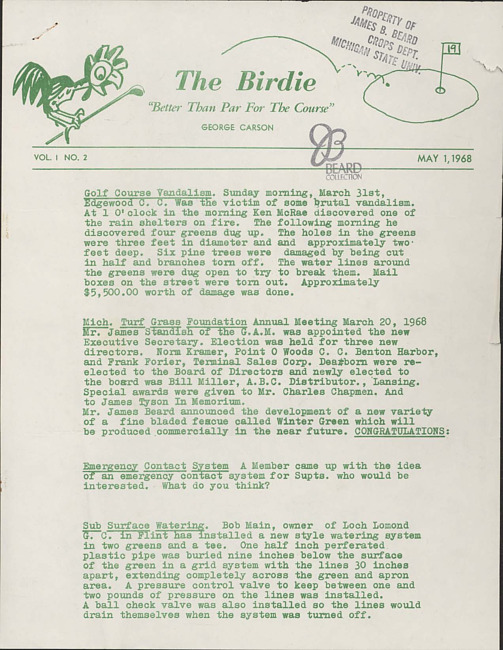 PROPERTY OF
JAMES B. BEARD
CROPS DEPT.
MICHIGAN STATE UNIV.
19
The Birdie
"Better Than Par For The Course"
GEORGE CARSON
JB
BEARD
COLLECTION
VOL. I NO. 2
MAY 1, 1968
Golf Course Vandalism. Sunday morning, March 31st,
Edgewood C. C. Was the victim of some brutal vandalism.
At 1 O'clock in the morning Ken McRae discovered one of
the rain shelters on fire. The following morning he
discovered four greens dug up. The holes in the greens
were three feet in diameter and and approximately two
feet deep. Six pine trees were damaged by being cut
in half and branches torn off. The water lines around
the greens were dug open to try to break them. Mail
boxes on the street were torn out. Approximately
$5,500.00 worth of damage was done.
Mich. Turf Grass Foundation Annual Meeting March 20, 1968
Mr. James Standish of the G.A.M. was appointed the new
Executive Secretary. Election was held for three new
directors. Norm Kramer, Point O Woods C. C. Benton Harbor,
and Frank Forier, Terminal Sales Corp. Dearborn were re-
elected to the Board of Directors and newly elected to
the board was Bill Miller, A.B.C. Distributor., Lansing.
Special awards were given to Mr. Charles Chapmen. And
to James Tyson In Memorium.
Mr. James Beard announced the development of a new variety
of a fine bladed fescue called Winter Green which will
be produced commercially in the near future. CONGRATULATIONS:
Emergency Contact System A Member came up with the idea
of an emergency contact system for Supts. who would be
interested. What do you think?
Sub Surface Watering. Bob Main, owner of Loch Lomond
G. C. in Flint has installed a new style watering system
in two greens and a tee. One half inch perferated
plastic pipe was buried nine inches below the surface
of the green in a grid system with the lines 30 inches
apart, extending completely across the green and apron
area. A pressure control valve to keep between one and
two pounds of pressure on the lines was installed.
A ball check valve was also installed so the lines would
drain themselves when the system was turned off.